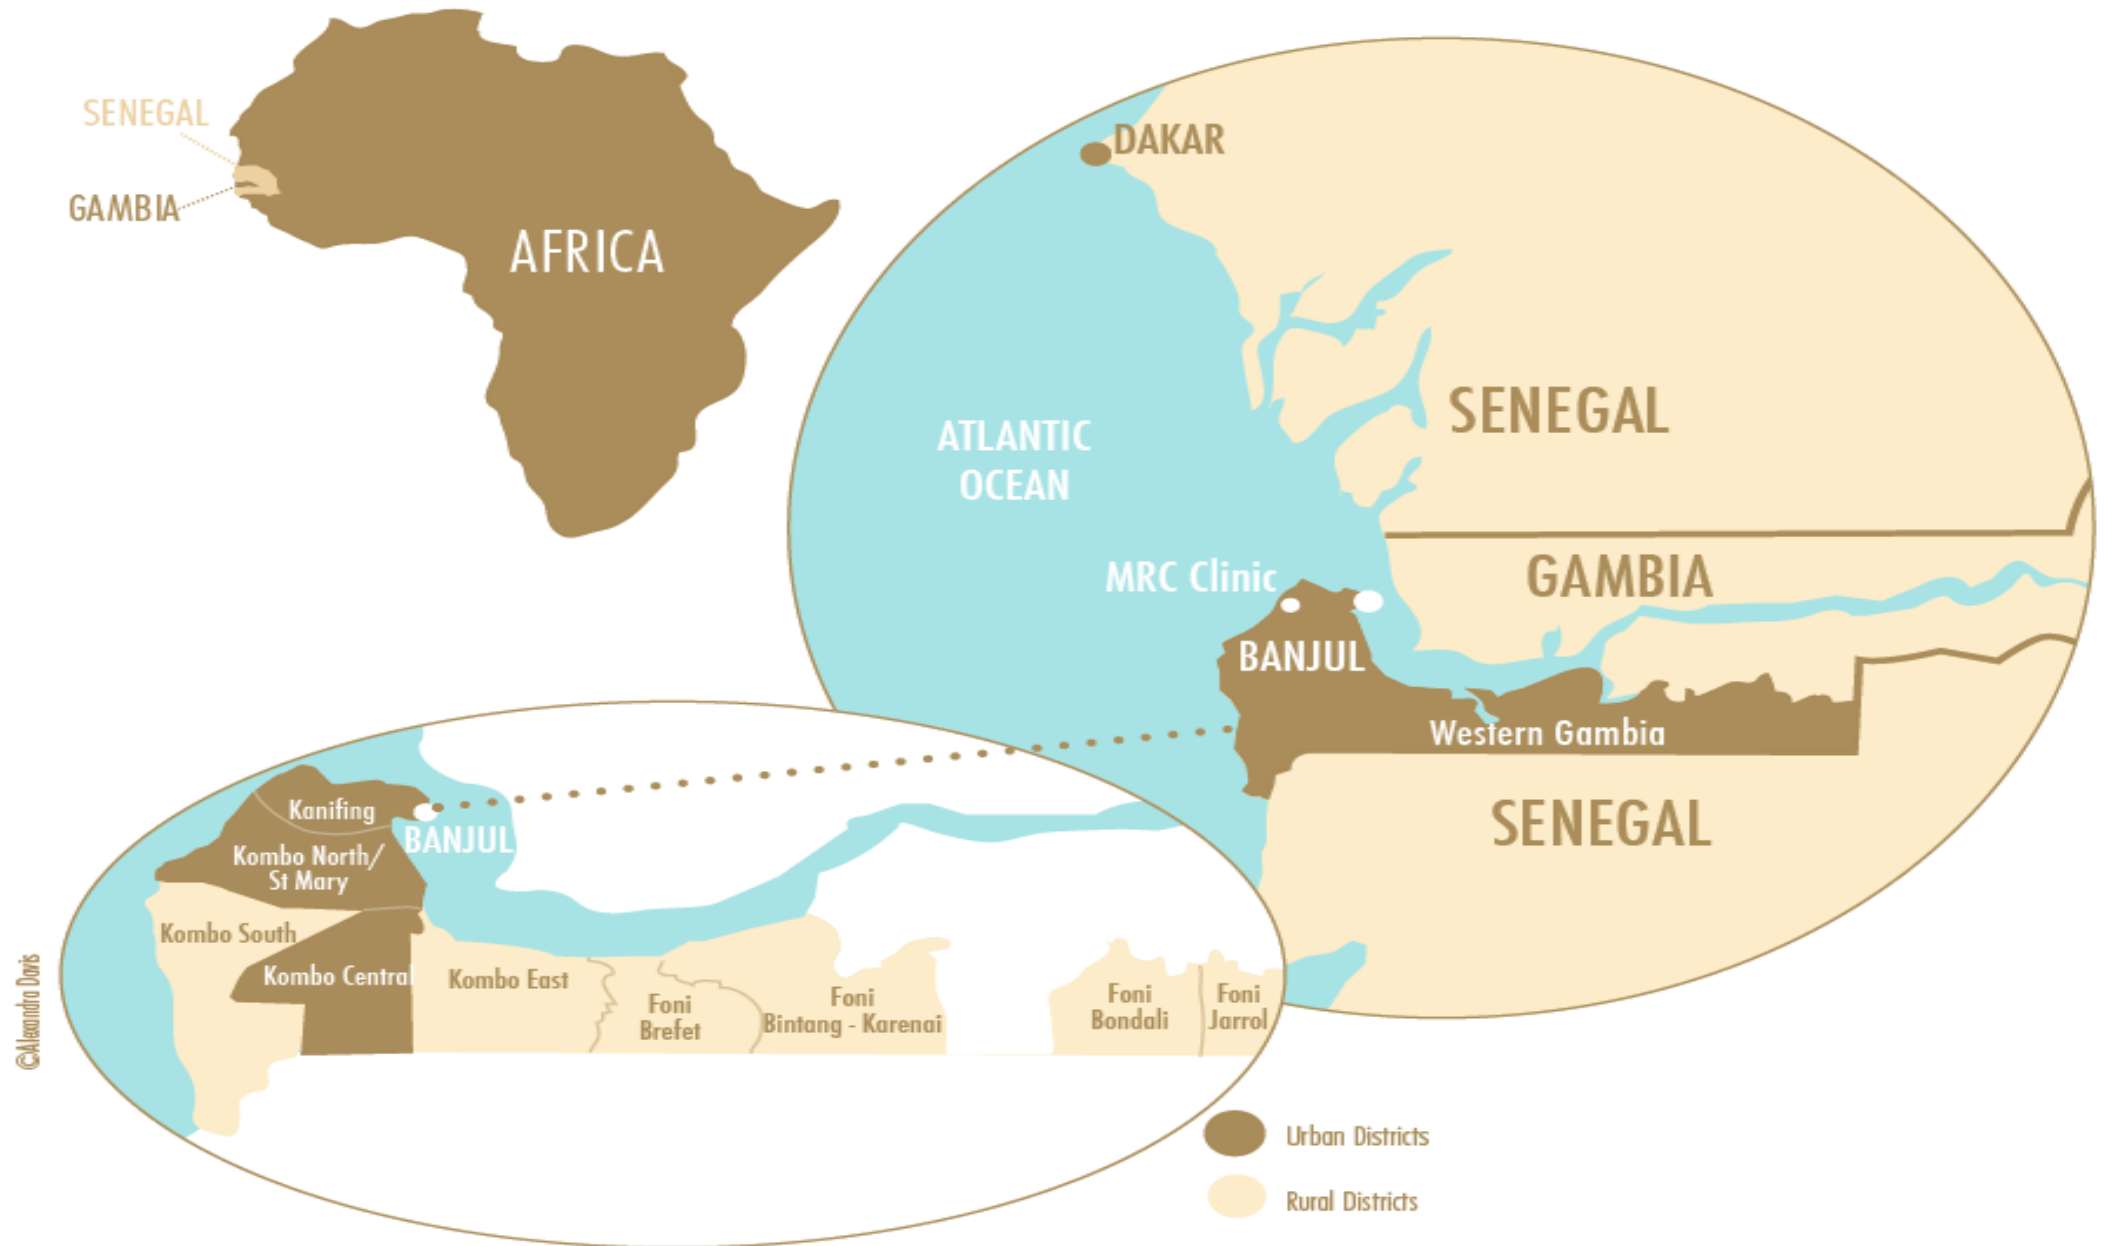 SENEGAL
GAMBIA
AFRICA
DAKAR
SENEGAL
ATLANTIC
OCEAN
GAMBIA
MRC Clinic
BANJUL
Western Gambia
SENEGAL
Kanifing
BANJUL
Kombo North/
St Mary
Kombo South
Kombo Central
Kombo East
Foni
Brefet
Foni
Bintang - Karenai
Foni
Bondali
Foni
Jarrol
©Alexandra Davis
Urban Districts
Rural Districts